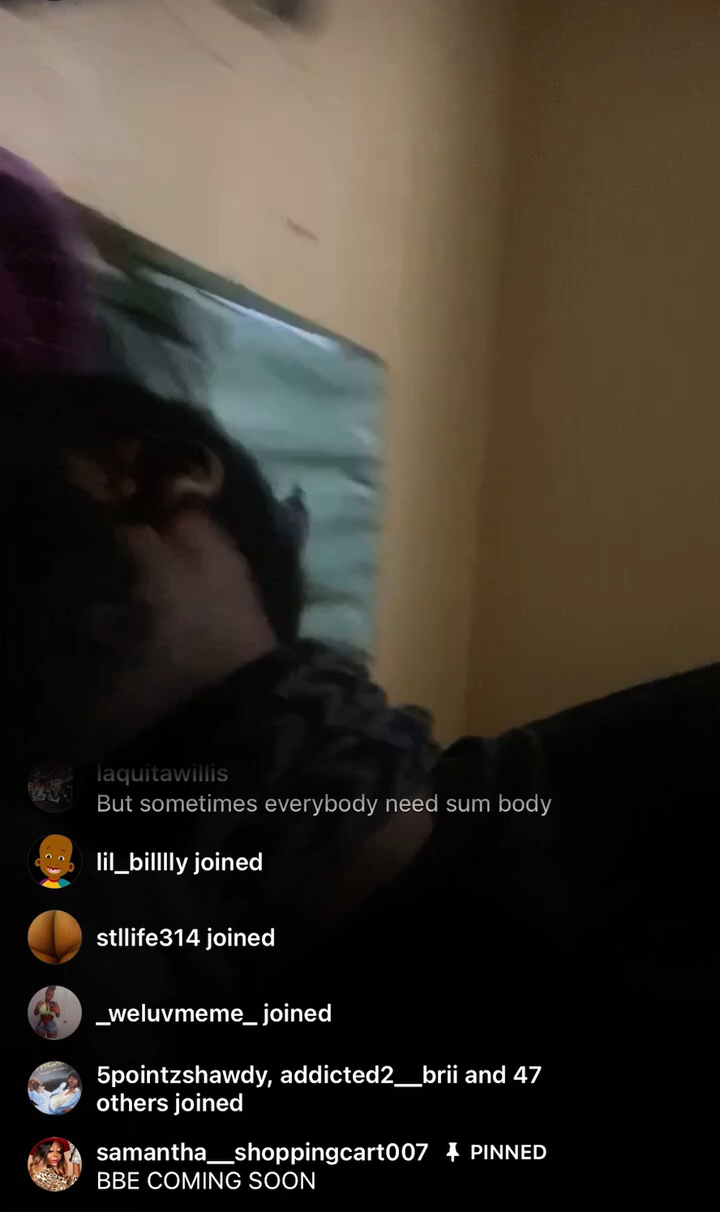 laquitawillis
But sometimes everybody need sum body
lil_billlly joined
stllife314 joined
_weluvmeme_ joined
5pointzshawdy, addicted2__brii and 47
others joined
samantha__shoppingcart007 PINNED
BBE COMING SOON